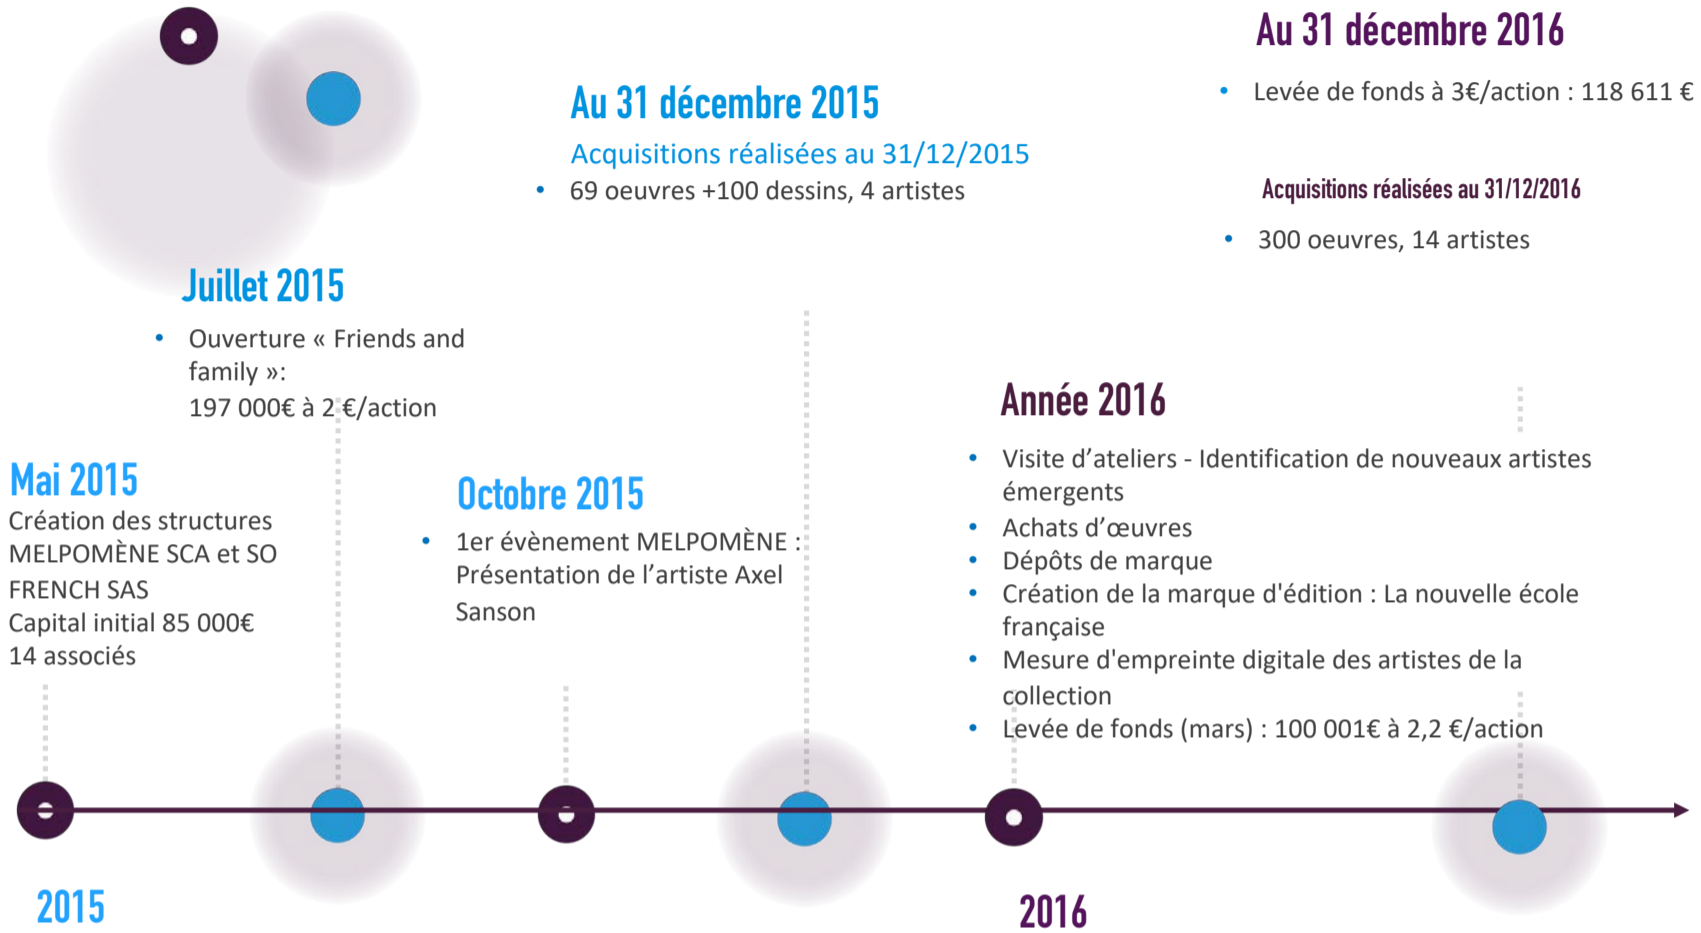 Mai 2015
Création des structures
MELPOMÈNE SCA et SO
FRENCH SAS
Capital initial 85 000€
14 associés
Juillet 2015
• Ouverture « Friends and
family »:
197 000€ à 2 €/action
Octobre 2015
• 1er évènement MELPOMÈNE :
Présentation de l’artiste Axel
Sanson
Au 31 décembre 2015
Acquisitions réalisées au 31/12/2015
• 69 oeuvres +100 dessins, 4 artistes
Année 2016
• Visite d’ateliers - Identification de nouveaux artistes
émergents
• Achats d’œuvres
• Dépôts de marque
• Création de la marque d'édition : La nouvelle école
française
• Mesure d'empreinte digitale des artistes de la
collection
• Levée de fonds (mars) : 100 001€ à 2,2 €/action
Au 31 décembre 2016
• Levée de fonds à 3€/action : 118 611 €
Acquisitions réalisées au 31/12/2016
• 300 oeuvres, 14 artistes
2015
2016